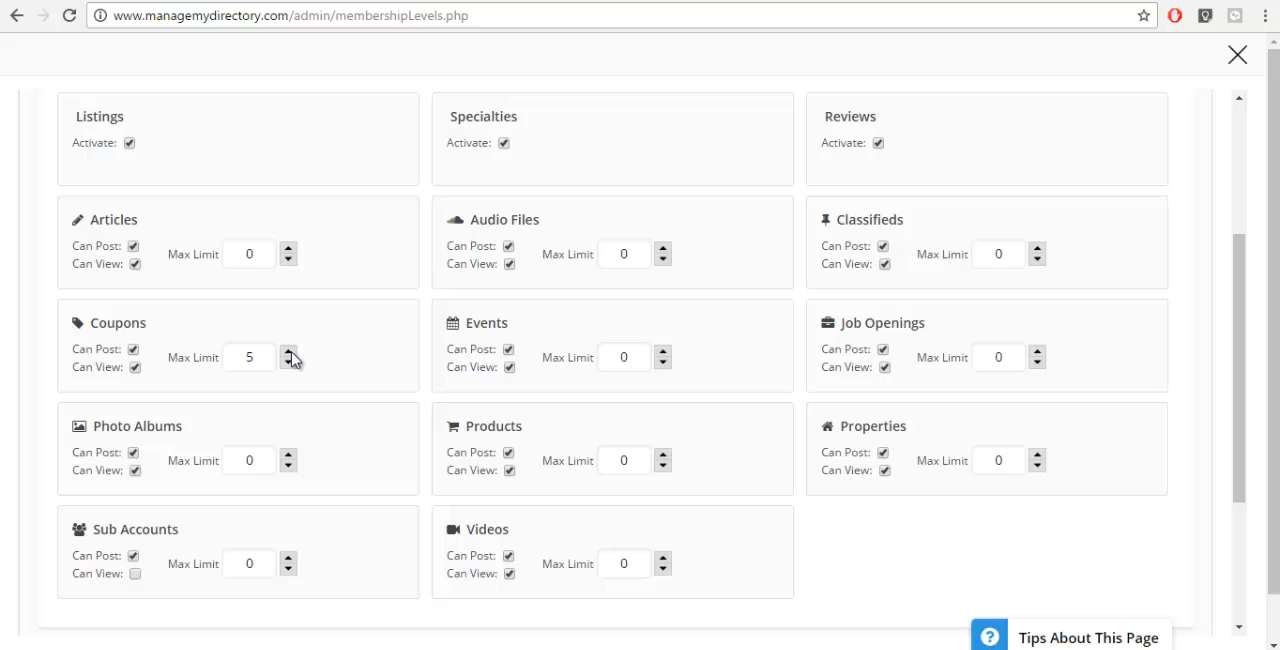 www.managemydirectory.com/admin/membershipLevels.php
Listings
Activate:
Specialties
Activate:
Reviews
Activate:
Articles
Can Post:
Can View:
Max Limit 0
Audio Files
Can Post:
Can View:
Max Limit 0
Classifieds
Can Post:
Can View:
Max Limit 0
Coupons
Can Post:
Can View:
Max Limit 5
Events
Can Post:
Can View:
Max Limit 0
Job Openings
Can Post:
Can View:
Max Limit 0
Photo Albums
Can Post:
Can View:
Max Limit 0
Products
Can Post:
Can View:
Max Limit 0
Properties
Can Post:
Can View:
Max Limit 0
Sub Accounts
Can Post:
Can View:
Max Limit 0
Videos
Can Post:
Can View:
Max Limit 0
? Tips About This Page